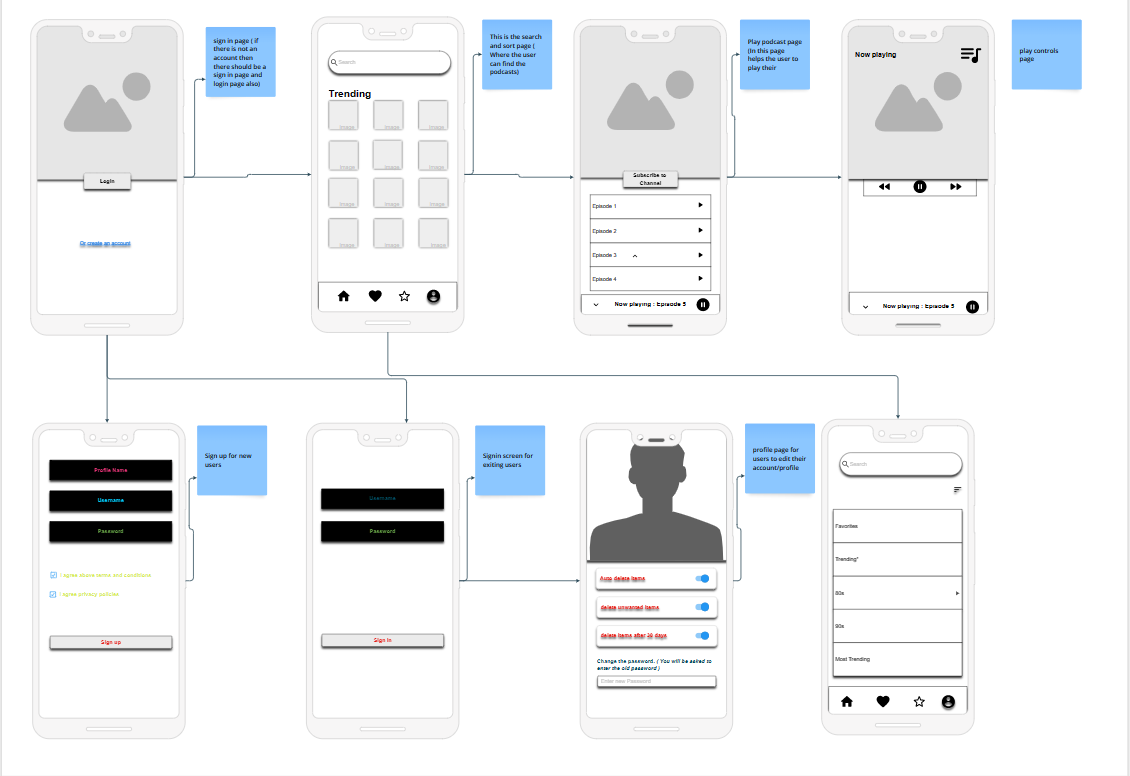 sign in page ( if
there is not an
account then
there should be a
sign in page and
login page also)
Login
Or create an account
Search
Trending
Image
Image
Image
Image
Image
Image
Image
Image
Image
Image
Image
Image
This is the search
and sort page (
Where the user
can find the
podcasts)
Subscribe to
Channel
Episode 1
Episode 2
Episode 3
Episode 4
Now playing : Episode 5
Play podcast page
(In this page
helps the user to
play their
Now playing
Now playing : Episode 5
play controls
page
Profile Name
Username
Password
I agree above terms and conditions
I agree privacy policies
Sign up
Sign up for new
users
Username
Password
Sign in
Signin screen for
exiting users
Auto delete items
delete unwanted items
delete items after 30 days
Change the password. ( You will be asked to
enter the old password )
Enter new Password
profile page for
users to edit their
account/profile
Search
Favorites
Trending*
80s
90s
Most Trending